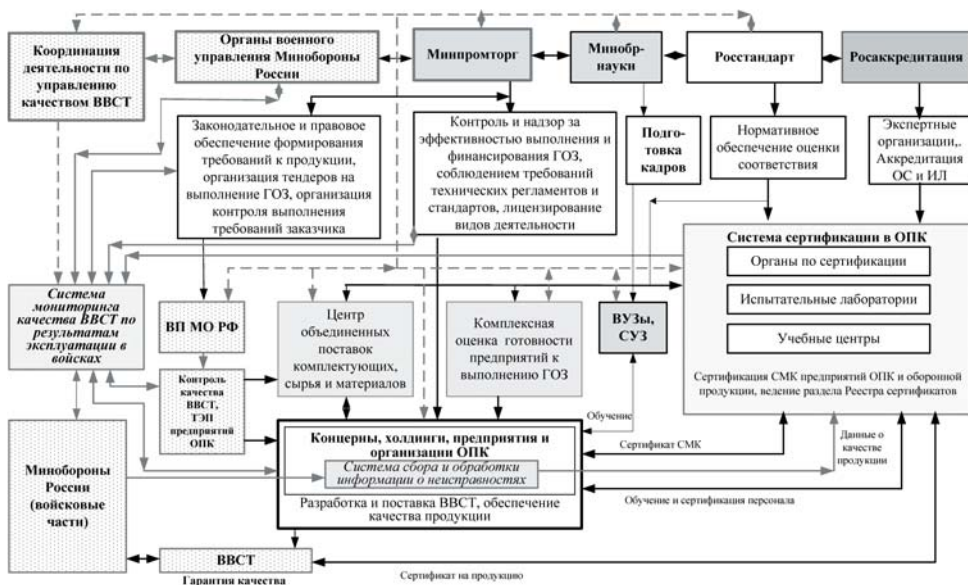 Координация
деятельности по
управлению
качеством ВВСТ
Органы военного
управления Минобороны
России
Минпромторг
Минобр-
науки
Росстандарт
Росаккредитация
Законодательное и правовое
обеспечение формирования
требований к продукции,
организация тендеров на
выполнение ГОЗ, организация
контроля выполнения
требований заказчика
Контроль и надзор за
эффективностью выполнения и
финансирования ГОЗ,
соблюдением требований
технических регламентов и
стандартов, лицензирование
видов деятельности
Подго-
товка
кадров
Нормативное
обеспечение оценки
соответствия
Экспертные
организации,.
Аккредитация
ОС и ИЛ
Система сертификации в ОПК
Органы по сертификации
Испытательные лаборатории
Учебные центры
Сертификация СМК предприятий ОПК и оборонной
продукции, ведение раздела Реестра сертификатов
Система
мониторинга
качества ВВСТ по
результатам
эксплуатации в
войсках
ВП МО РФ
Центр
объединенных
поставок
комплектующих,
сырья и материалов
Комплексная
оценка готовности
предприятий к
выполнению ГОЗ
ВУЗы,
СУЗ
Контроль
качества
ВВСТ,
ТЭП
предприятий
ОПК
Обучение
Концерны, холдинги, предприятия и
организации ОПК
Система сбора и обработки
информации о неисправностях
Разработка и поставка ВВСТ, обеспечение
качества продукции
Сертификат СМК
Данные о
качестве
продукции
Обучение и сертификация персонала
Минобороны
России
(войсковые
части)
ВВСТ
Гарантия качества
Сертификат на продукцию